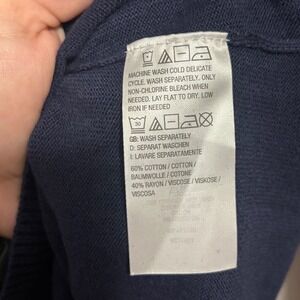 MACHINE WASH COLD DELICATE
CYCLE. WASH SEPARATELY. ONLY
NON-CHLORINE BLEACH WHEN
NEEDED. LAY FLAT TO DRY. LOW
IRON IF NEEDED
30
GB: WASH SEPARATELY
D: SEPARAT WASCHEN
I: LAVARE SEPARATAMENTE
60% COTTON / COTTON /
BAUMWOLLE / COTONE
40% RAYON / VISCOSE / VISKOSE /
VISCOSA